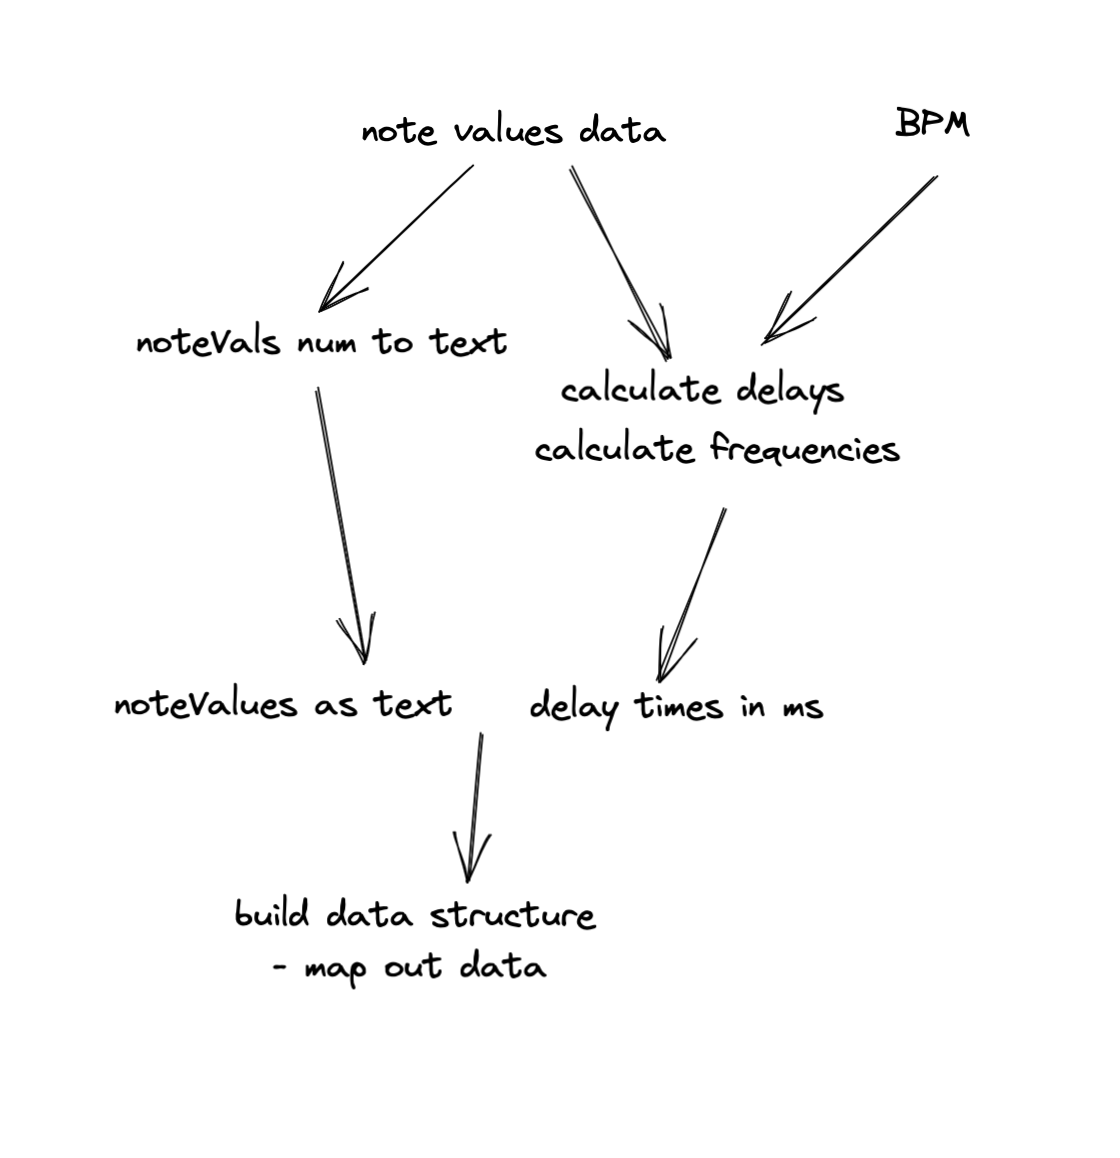 note values data
BPM
noteVals num to text
calculate delays
calculate frequencies
noteValues as text
delay times in ms
build data structure
- map out data